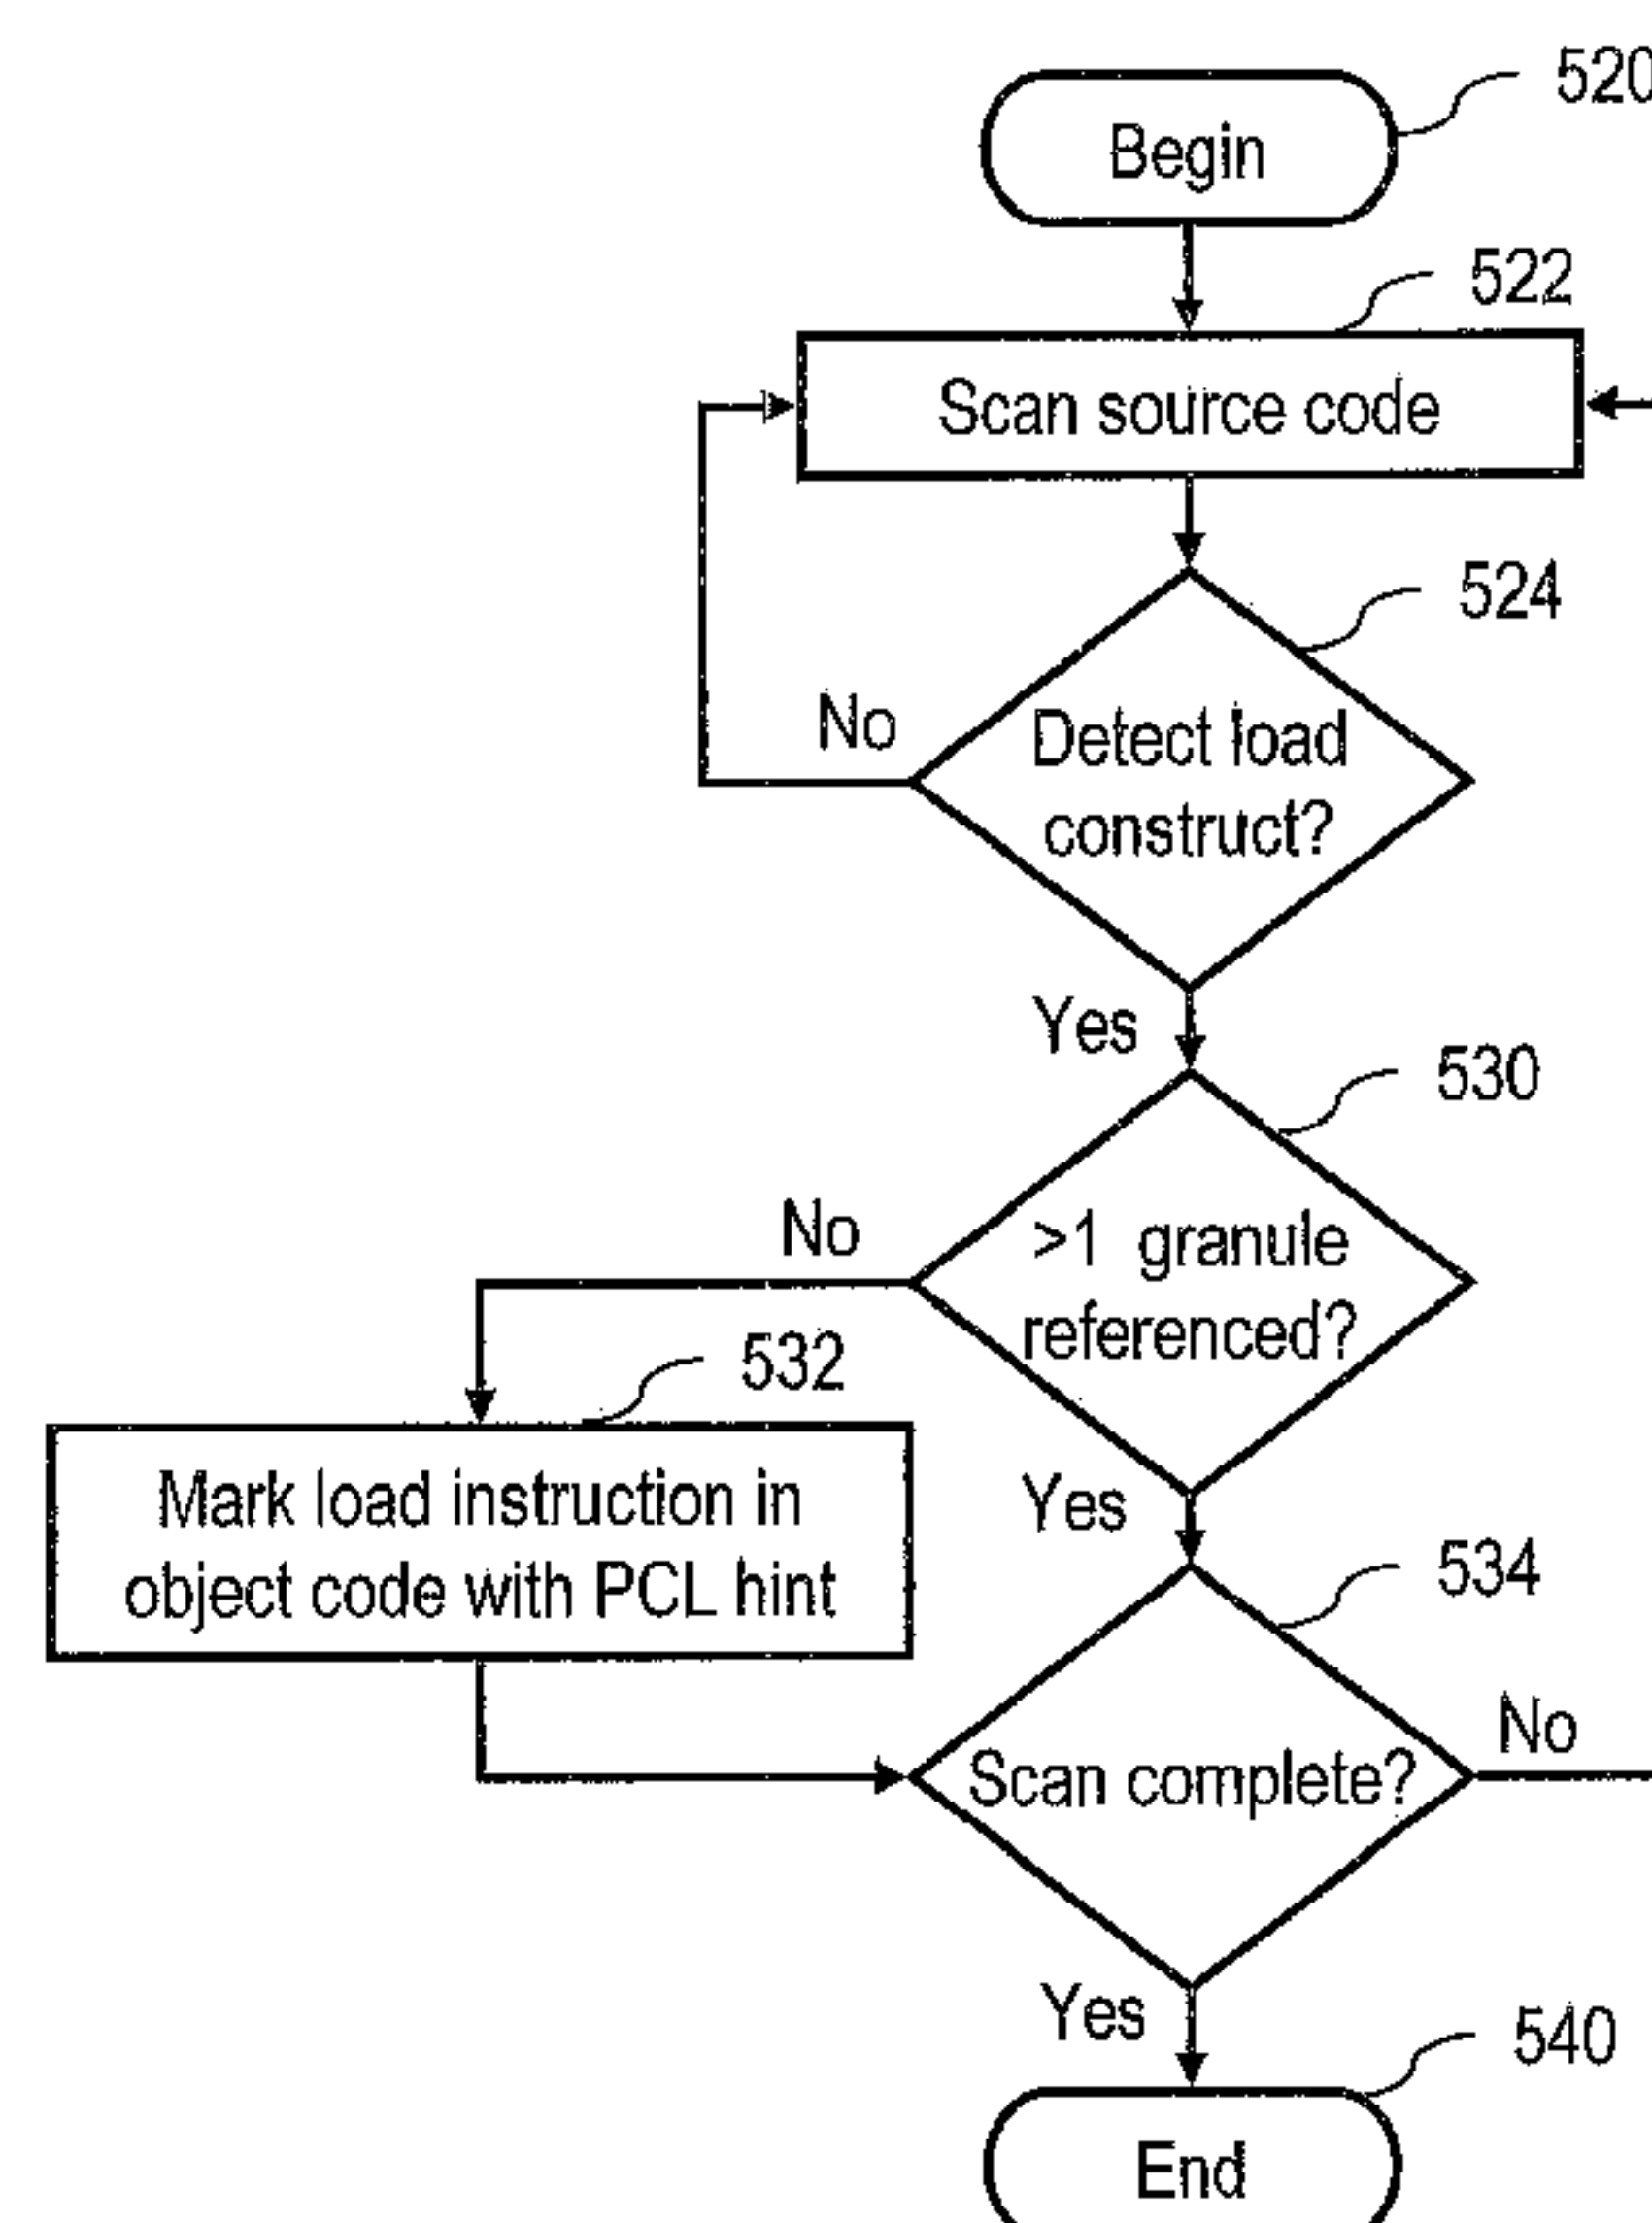 520
Begin
522
Scan source code
524
No
Detect load
construct?
Yes
530
No
>1 granule
referenced?
532
Mark load instruction in
object code with PCL hint
Yes
534
No
Scan complete?
Yes
540
End